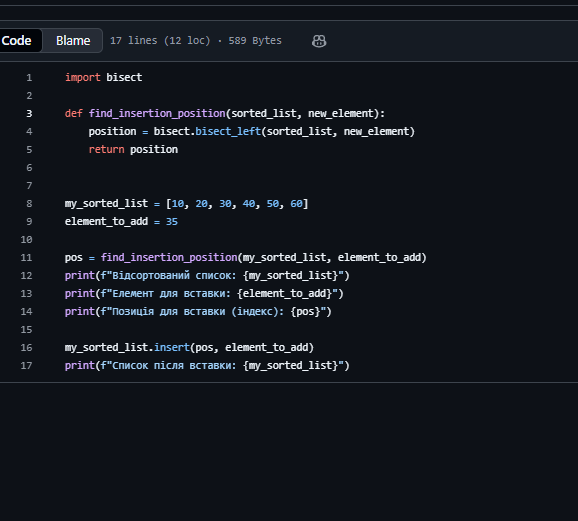 Code Blame 17 lines (12 loc) · 589 Bytes
1 import bisect
2
3 def find_insertion_position(sorted_list, new_element):
4     position = bisect.bisect_left(sorted_list, new_element)
5     return position
6
7
8 my_sorted_list = [10, 20, 30, 40, 50, 60]
9 element_to_add = 35
10
11 pos = find_insertion_position(my_sorted_list, element_to_add)
12 print(f"Відсортований список: {my_sorted_list}")
13 print(f"Елемент для вставки: {element_to_add}")
14 print(f"Позиція для вставки (індекс): {pos}")
15
16 my_sorted_list.insert(pos, element_to_add)
17 print(f"Список після вставки: {my_sorted_list}")